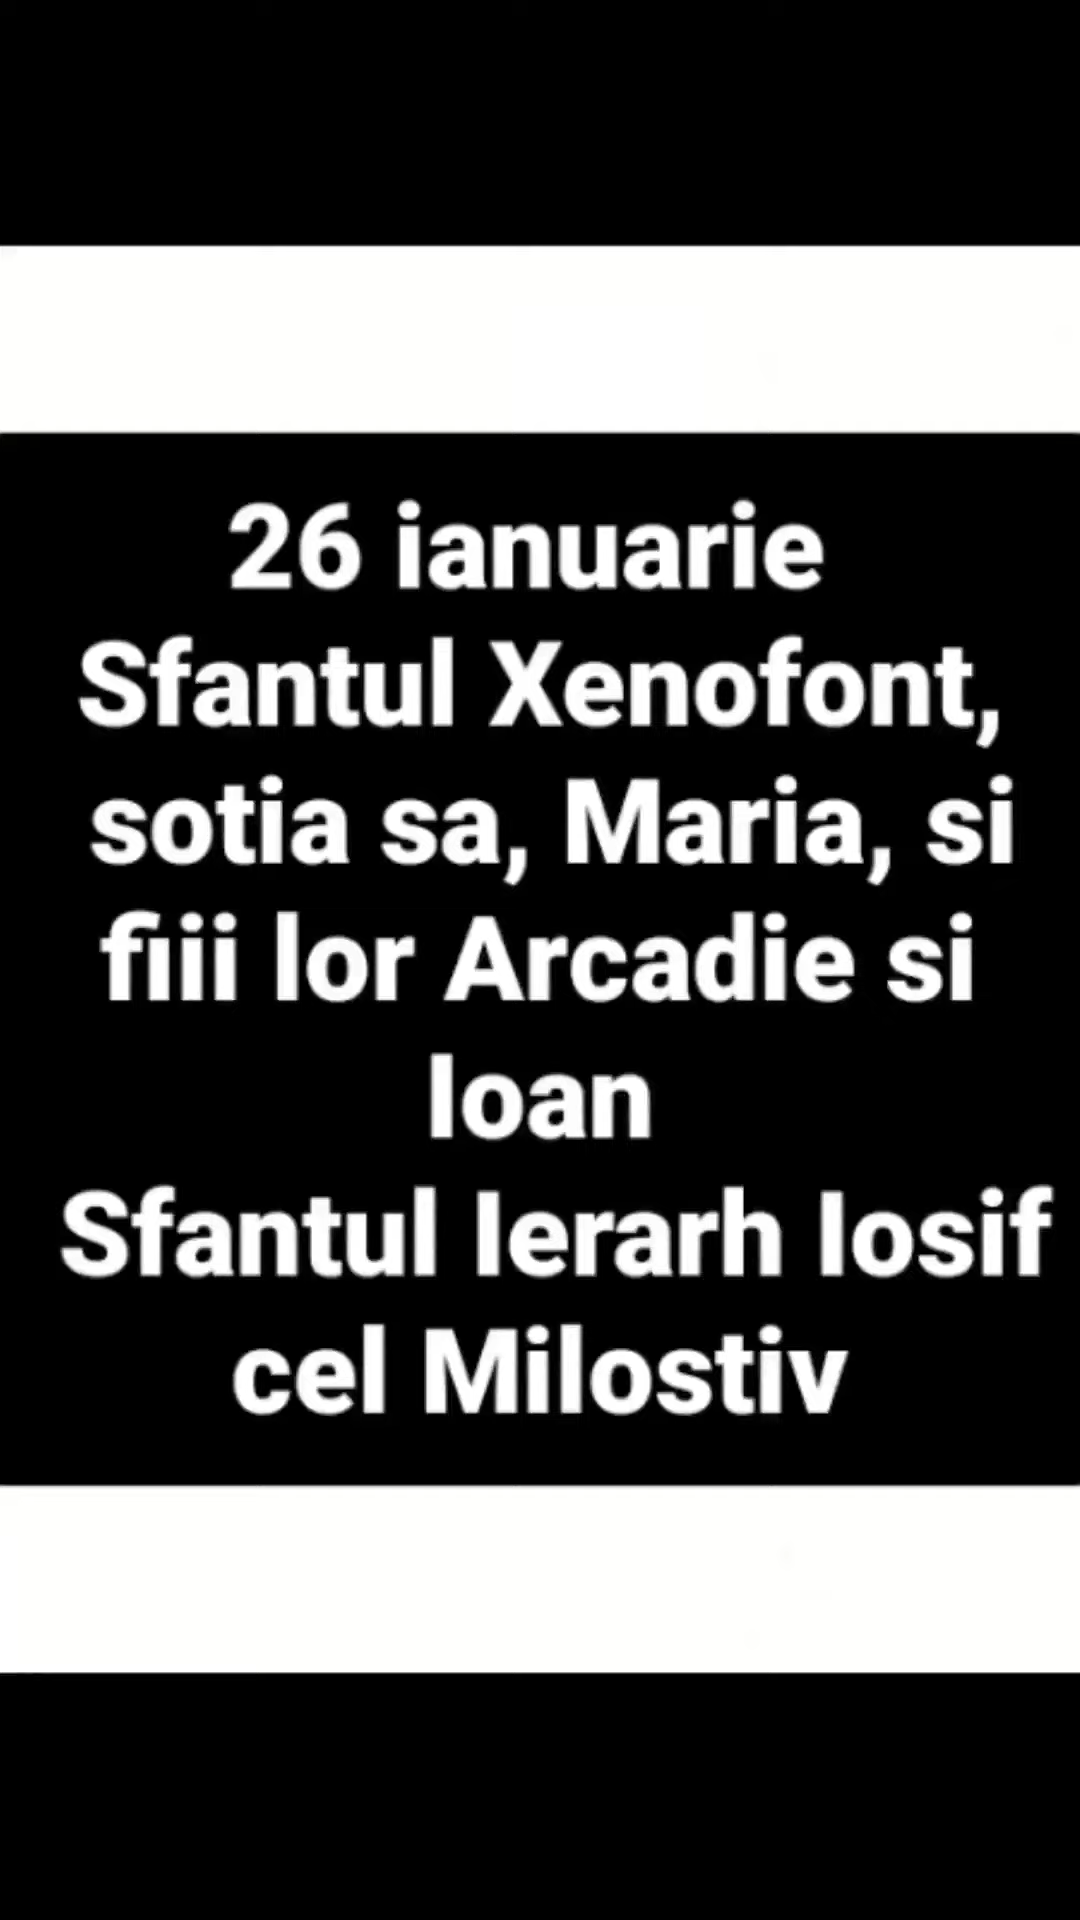 26 ianuarie
Sfantul Xenofont,
sotia sa, Maria, si
fiii lor Arcadie si
Ioan
Sfantul Ierarh Iosif
cel Milostiv